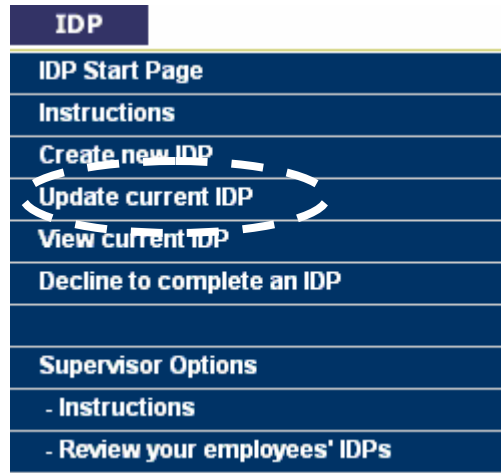 IDP
IDP Start Page
Instructions
Create new IDP
Update current IDP
View current IDP
Decline to complete an IDP
Supervisor Options
- Instructions
- Review your employees' IDPs